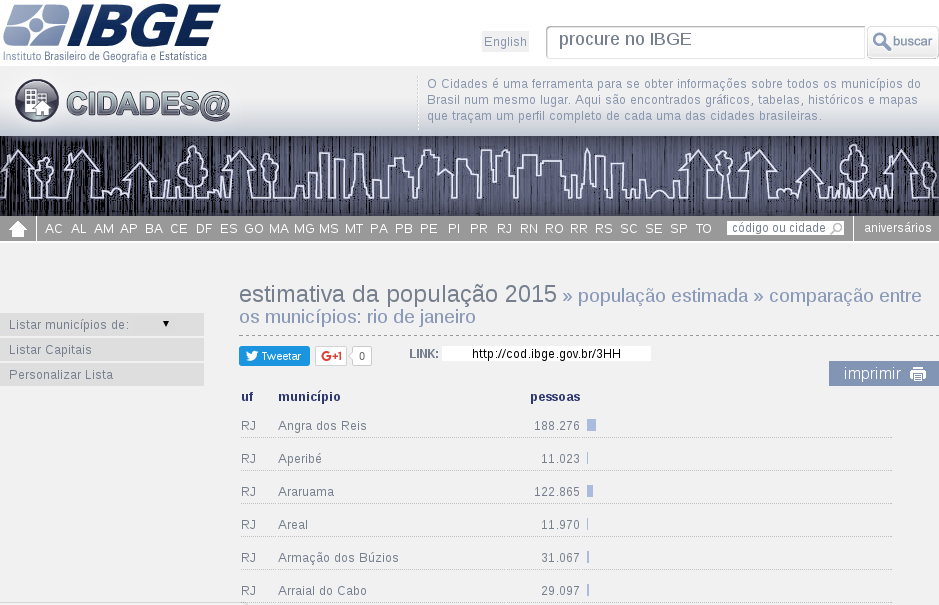 IBGE
Instituto Brasileiro de Geografia e Estatística
English
procure no IBGE
buscar
CIDADES@
O Cidades é uma ferramenta para se obter informações sobre todos os municípios do
Brasil num mesmo lugar. Aqui são encontrados gráficos, tabelas, históricos e mapas
que traçam um perfil completo de cada uma das cidades brasileiras.
AC AL AM AP BA CE DF ES GO MA MG MS MT PA PB PE PI PR RJ RN RO RR RS SC SE SP TO código ou cidade aniversários
estimativa da população 2015 » população estimada » comparação entre
os municípios: rio de janeiro
Listar municípios de:
Listar Capitais
Personalizar Lista
Tweetar G+1 0 LINK: http://cod.ibge.gov.br/3HH
imprimir
uf município pessoas
RJ Angra dos Reis 188.276
RJ Aperibé 11.023
RJ Araruama 122.865
RJ Areal 11.970
RJ Armação dos Búzios 31.067
RJ Arraial do Cabo 29.097